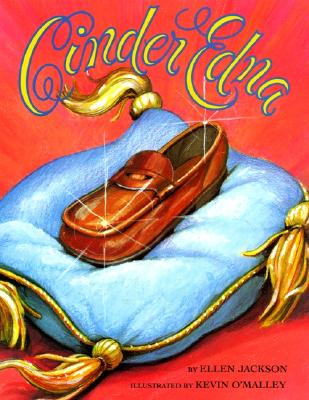 Cinder Edna
BY ELLEN JACKSON
ILLUSTRATED BY KEVIN O'MALLEY